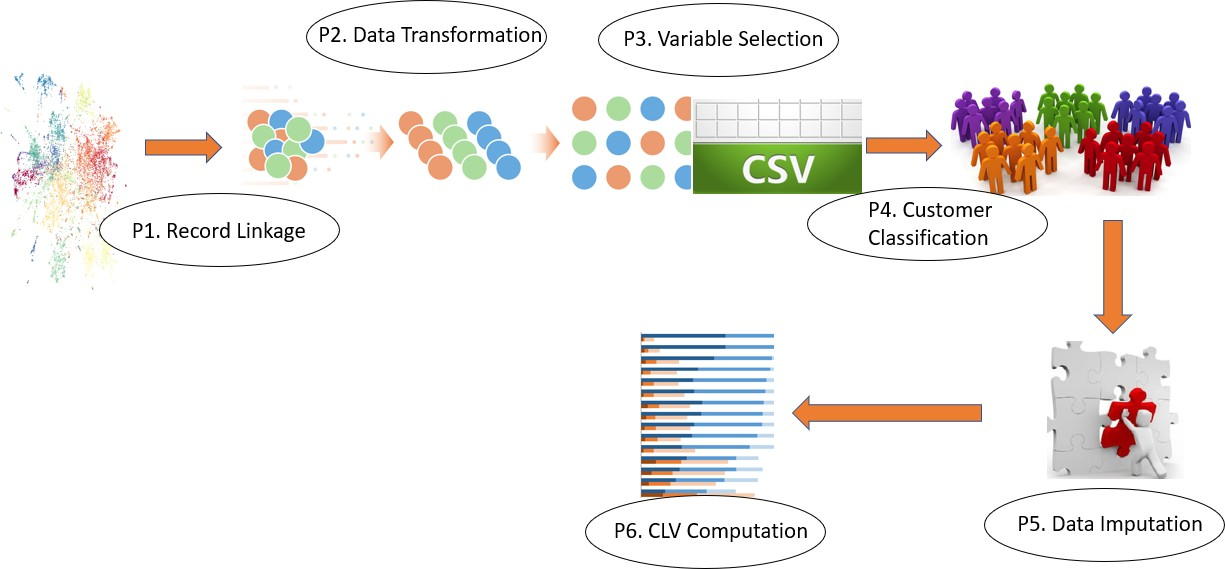 P2. Data Transformation
P3. Variable Selection
CSV
P1. Record Linkage
P4. Customer
Classification
P6. CLV Computation
P5. Data Imputation